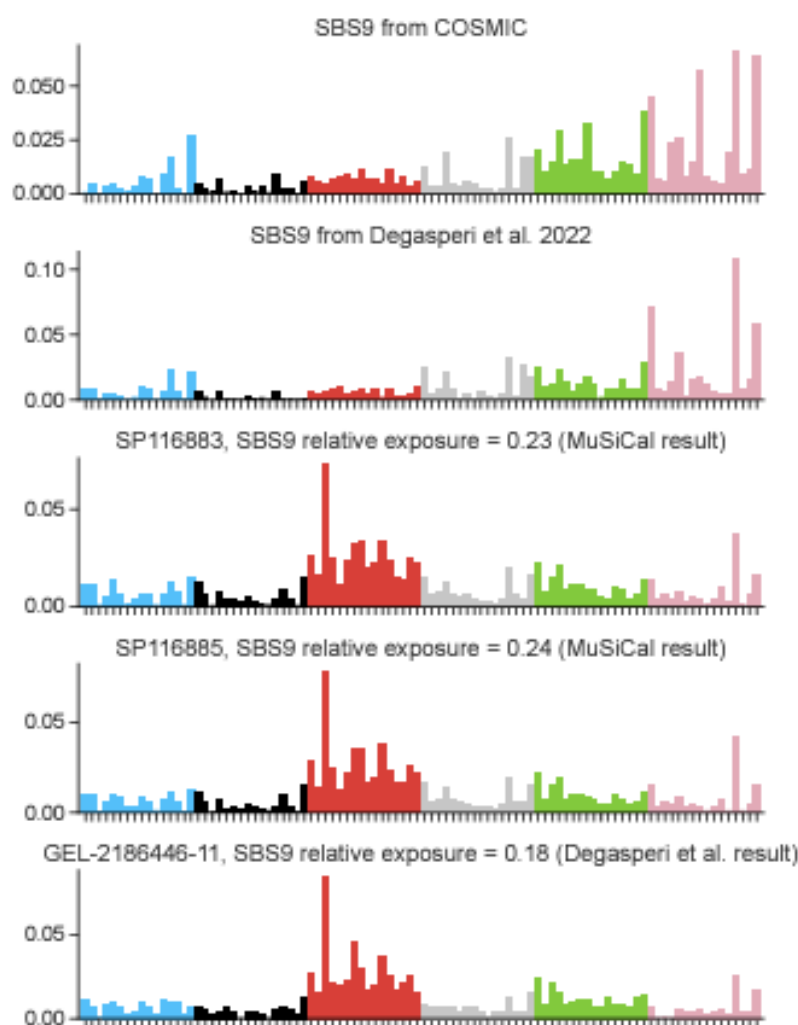 SBS9 from COSMIC
0.050
0.025
0.000
SBS9 from Degasperi et al. 2022
0.10
0.05
0.00
SP116883, SBS9 relative exposure = 0.23 (MuSiCal result)
0.05
0.00
SP116885, SBS9 relative exposure = 0.24 (MuSiCal result)
0.05
0.00
GEL-2186446-11, SBS9 relative exposure = 0.18 (Degasperi et al. result)
0.05
0.00